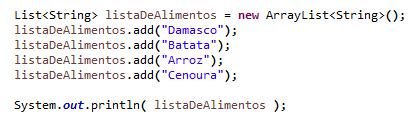 List<String> listaDeAlimentos = new ArrayList<String>();
listaDeAlimentos.add("Damasco");
listaDeAlimentos.add("Batata");
listaDeAlimentos.add("Arroz");
listaDeAlimentos.add("Cenoura");
System.out.println( listaDeAlimentos );